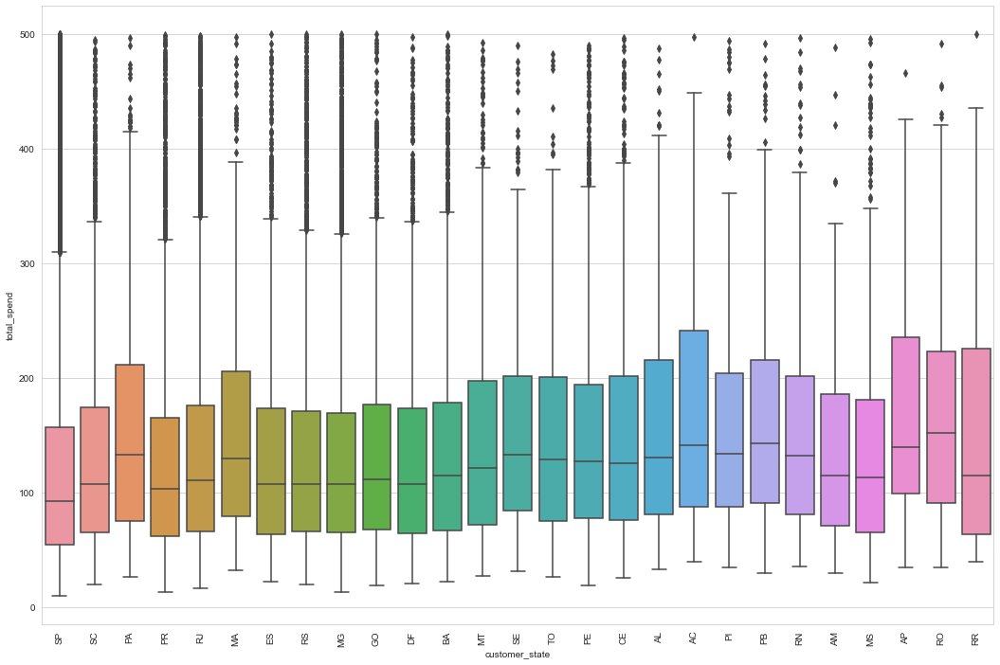 500
400
300
200
100
0
total_spend
SP SC PA PR RJ MA ES RS MG GO DF BA MT SE TO PE CE AL AC PI PB RN AM MS AP RO RR
customer_state